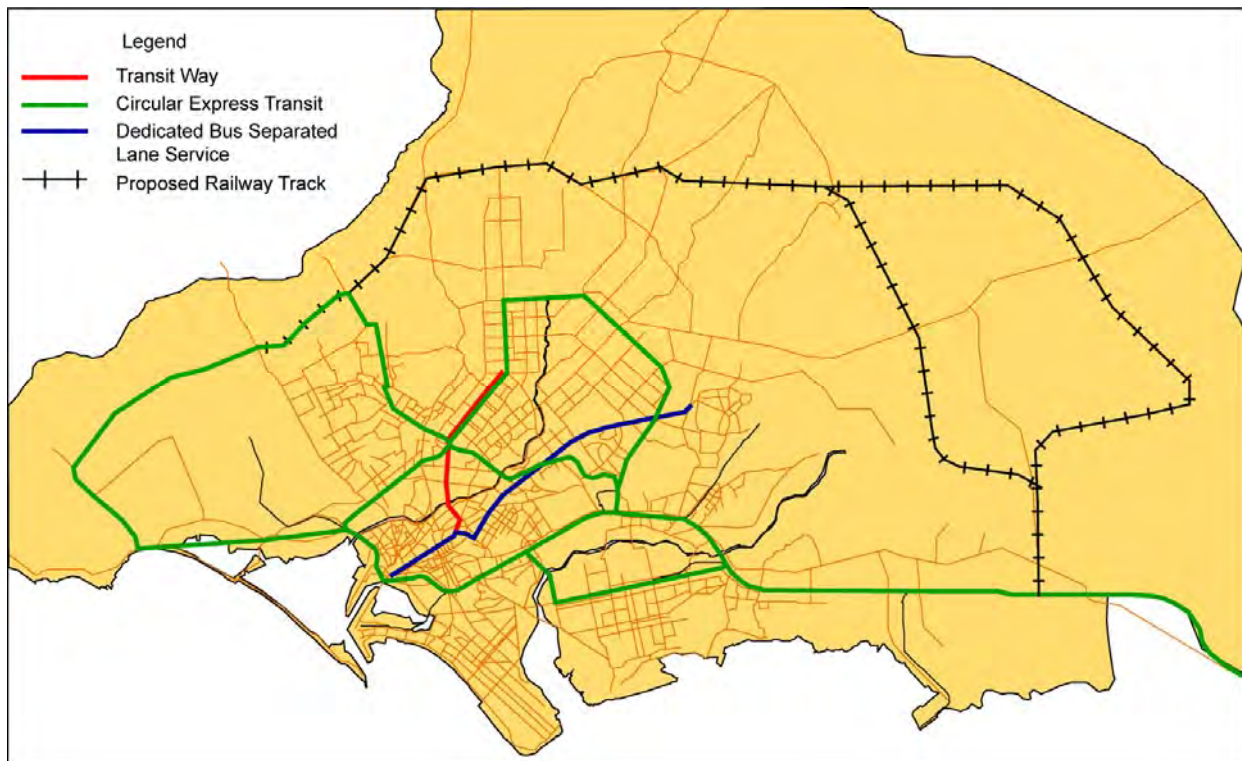 Legend
Transit Way
Circular Express Transit
Dedicated Bus Separated
Lane Service
Proposed Railway Track